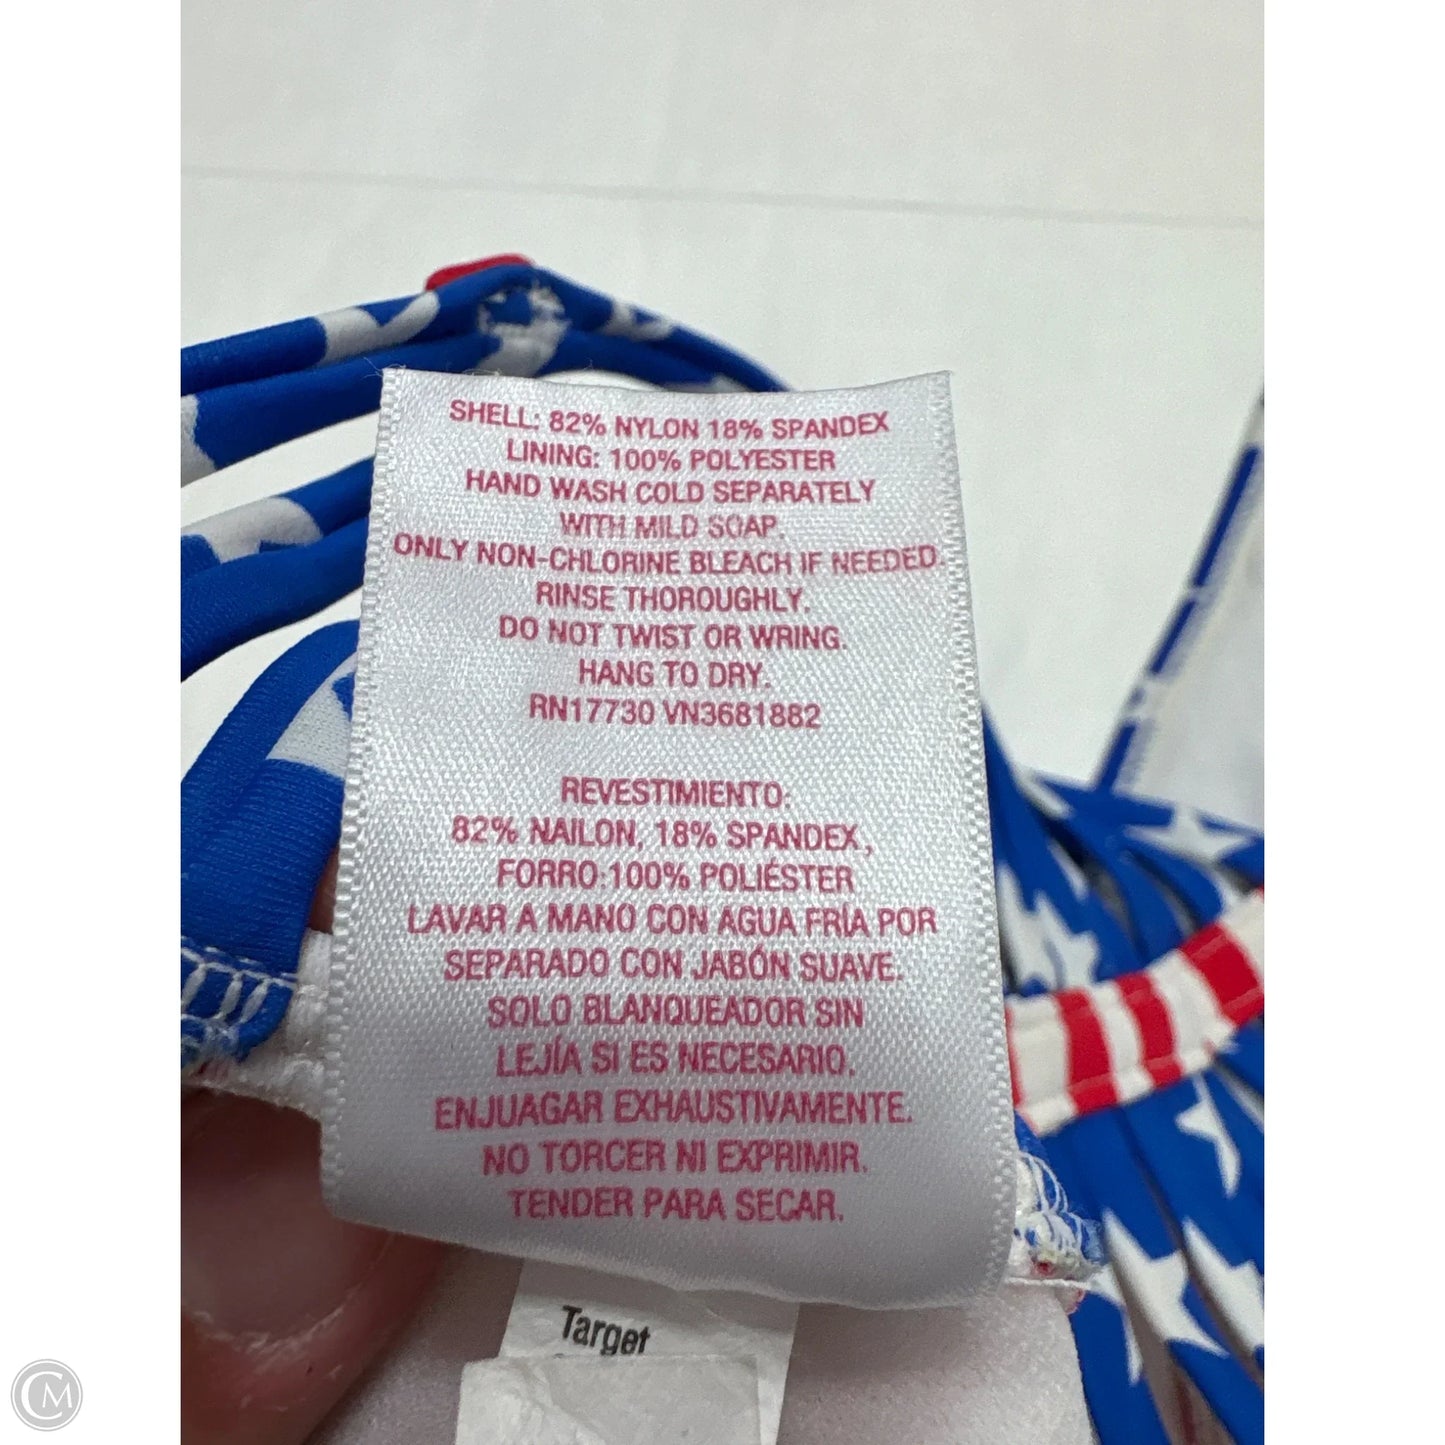 SHELL: 82% NYLON 18% SPANDEX
LINING: 100% POLYESTER
HAND WASH COLD SEPARATELY
WITH MILD SOAP.
ONLY NON-CHLORINE BLEACH IF NEEDED.
RINSE THOROUGHLY.
DO NOT TWIST OR WRING.
HANG TO DRY.
RN17730 VN3681882
REVESTIMIENTO:
82% NAILON, 18% SPANDEX,
FORRO:100% POLIÉSTER
LAVAR A MANO CON AGUA FRÍA POR
SEPARADO CON JABÓN SUAVE.
SOLO BLANQUEADOR SIN
LEJÍA SI ES NECESARIO.
ENJUAGAR EXHAUSTIVAMENTE.
NO TORCER NI EXPRIMIR.
TENDER PARA SECAR.
Target
CM